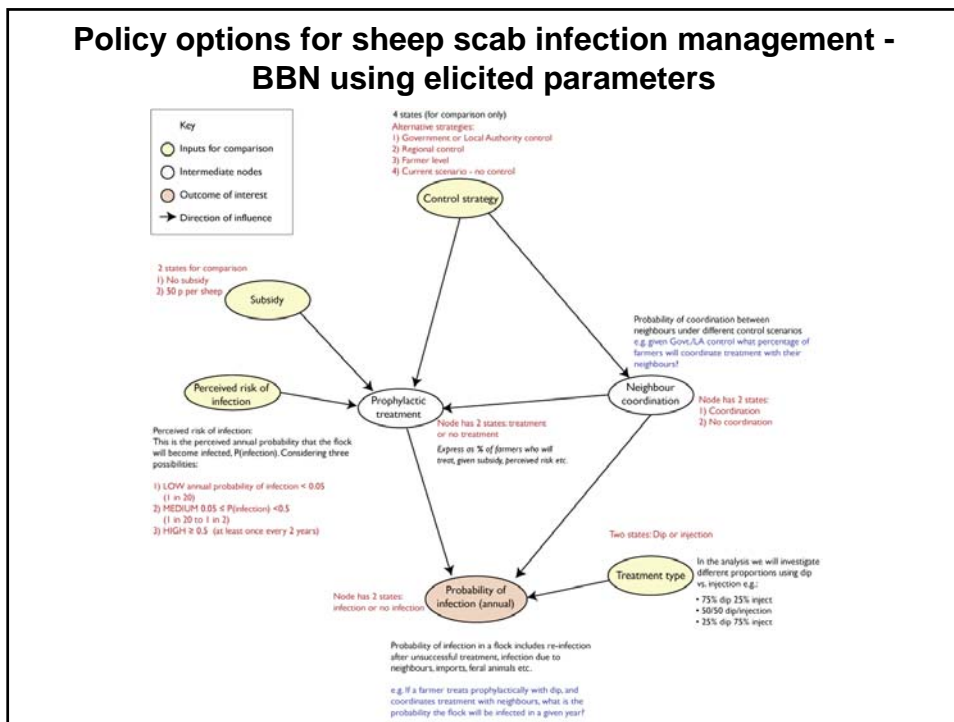 Policy options for sheep scab infection management -
BBN using elicited parameters
Key
Inputs for comparison
Intermediate nodes
Outcome of interest
Direction of influence
4 states (for comparison only)
Alternative strategies:
1) Government or Local Authority control
2) Regional control
3) Farmer level
4) Current scenario - no control
Control strategy
2 states for comparison
1) No subsidy
2) 50 p per sheep
Subsidy
Probability of coordination between
neighbours under different control scenarios
e.g. given Govt./LA control what percentage of
farmers will coordinate treatment with their
neighbours?
Perceived risk of
infection
Prophylactic
treatment
Neighbour
coordination
Node has 2 states:
1) Coordination
2) No coordination
Node has 2 states: treatment
or no treatment
Express as % of farmers who will
treat, given subsidy, perceived risk etc.
Perceived risk of infection:
This is the perceived annual probability that the flock
will become infected, P(infection). Considering three
possibilities:
1) LOW annual probability of infection < 0.05
(1 in 20)
2) MEDIUM 0.05 ≤ P(infection) <0.5
(1 in 20 to 1 in 2)
3) HIGH ≥ 0.5 (at least once every 2 years)
Two states: Dip or injection
Treatment type
In the analysis we will investigate
different proportions using dip
vs. injection e.g.:
• 75% dip 25% inject
• 50/50 dip/injection
• 25% dip 75% inject
Node has 2 states:
infection or no infection
Probability of
infection (annual)
Probability of infection in a flock includes re-infection
after unsuccessful treatment, infection due to
neighbours, imports, feral animals etc.
e.g. If a farmer treats prophylactically with dip, and
coordinates treatment with neighbours, what is the
probability the flock will be infected in a given year?